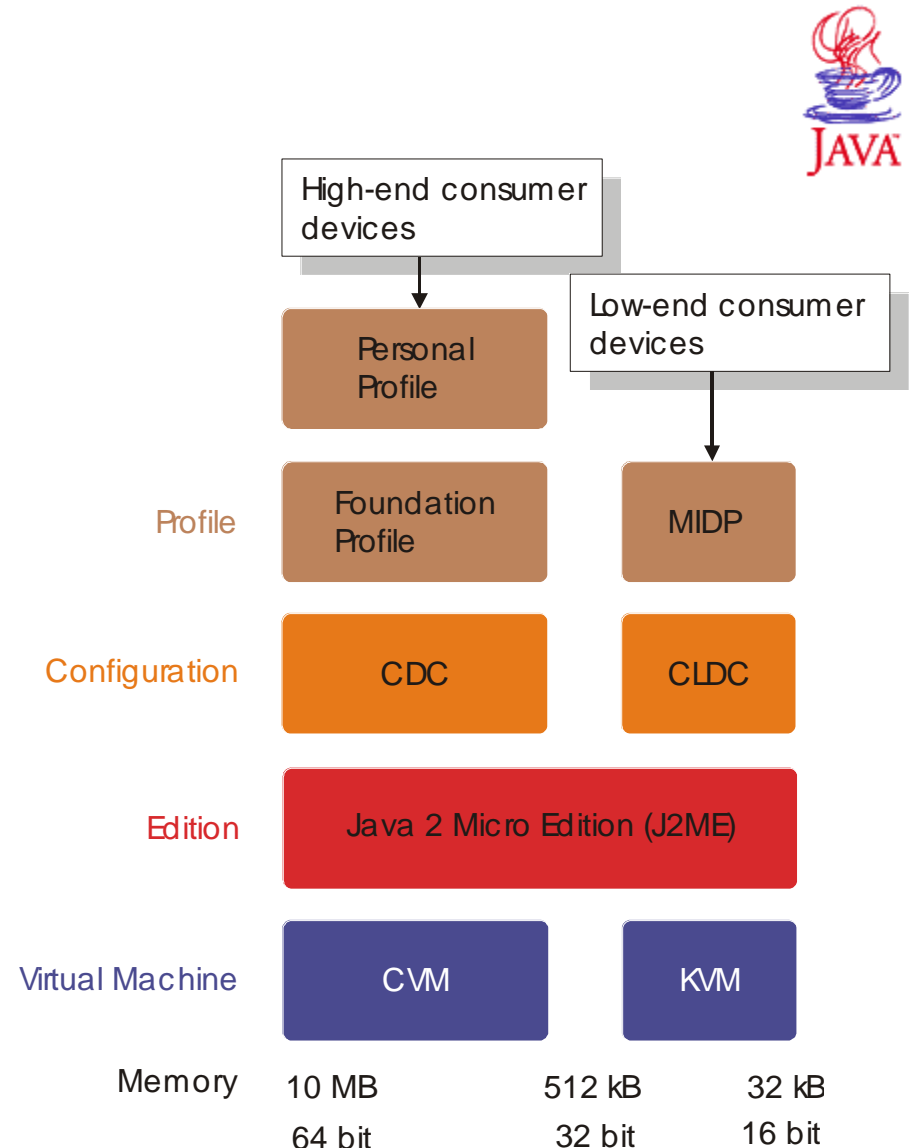 JAVA™
High-end consumer
devices
Low-end consumer
devices
Personal
Profile
Profile
Foundation
Profile
MIDP
Configuration
CDC
CLDC
Edition
Java 2 Micro Edition (J2ME)
Virtual Machine
CVM
KVM
Memory
10 MB
512 kB
32 kB
64 bit
32 bit
16 bit